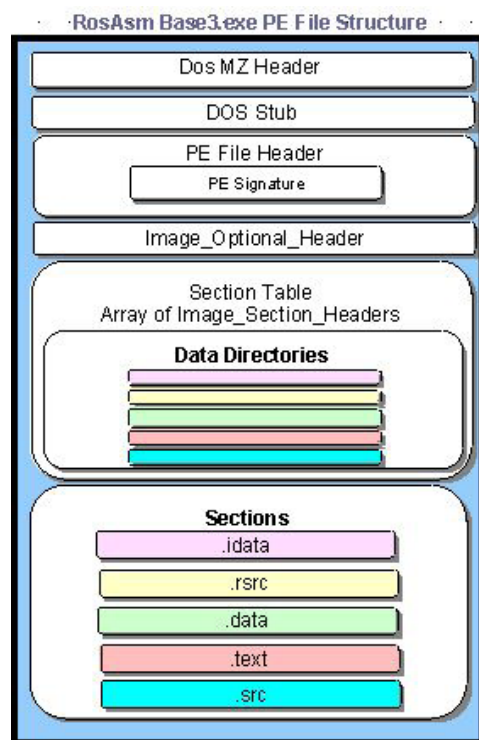 RosAsm Base3.exe PE File Structure
Dos MZ Header
DOS Stub
PE File Header
PE Signature
Image_Optional_Header
Section Table
Array of Image_Section_Headers
Data Directories
Sections
.idata
.rsrc
.data
.text
.src